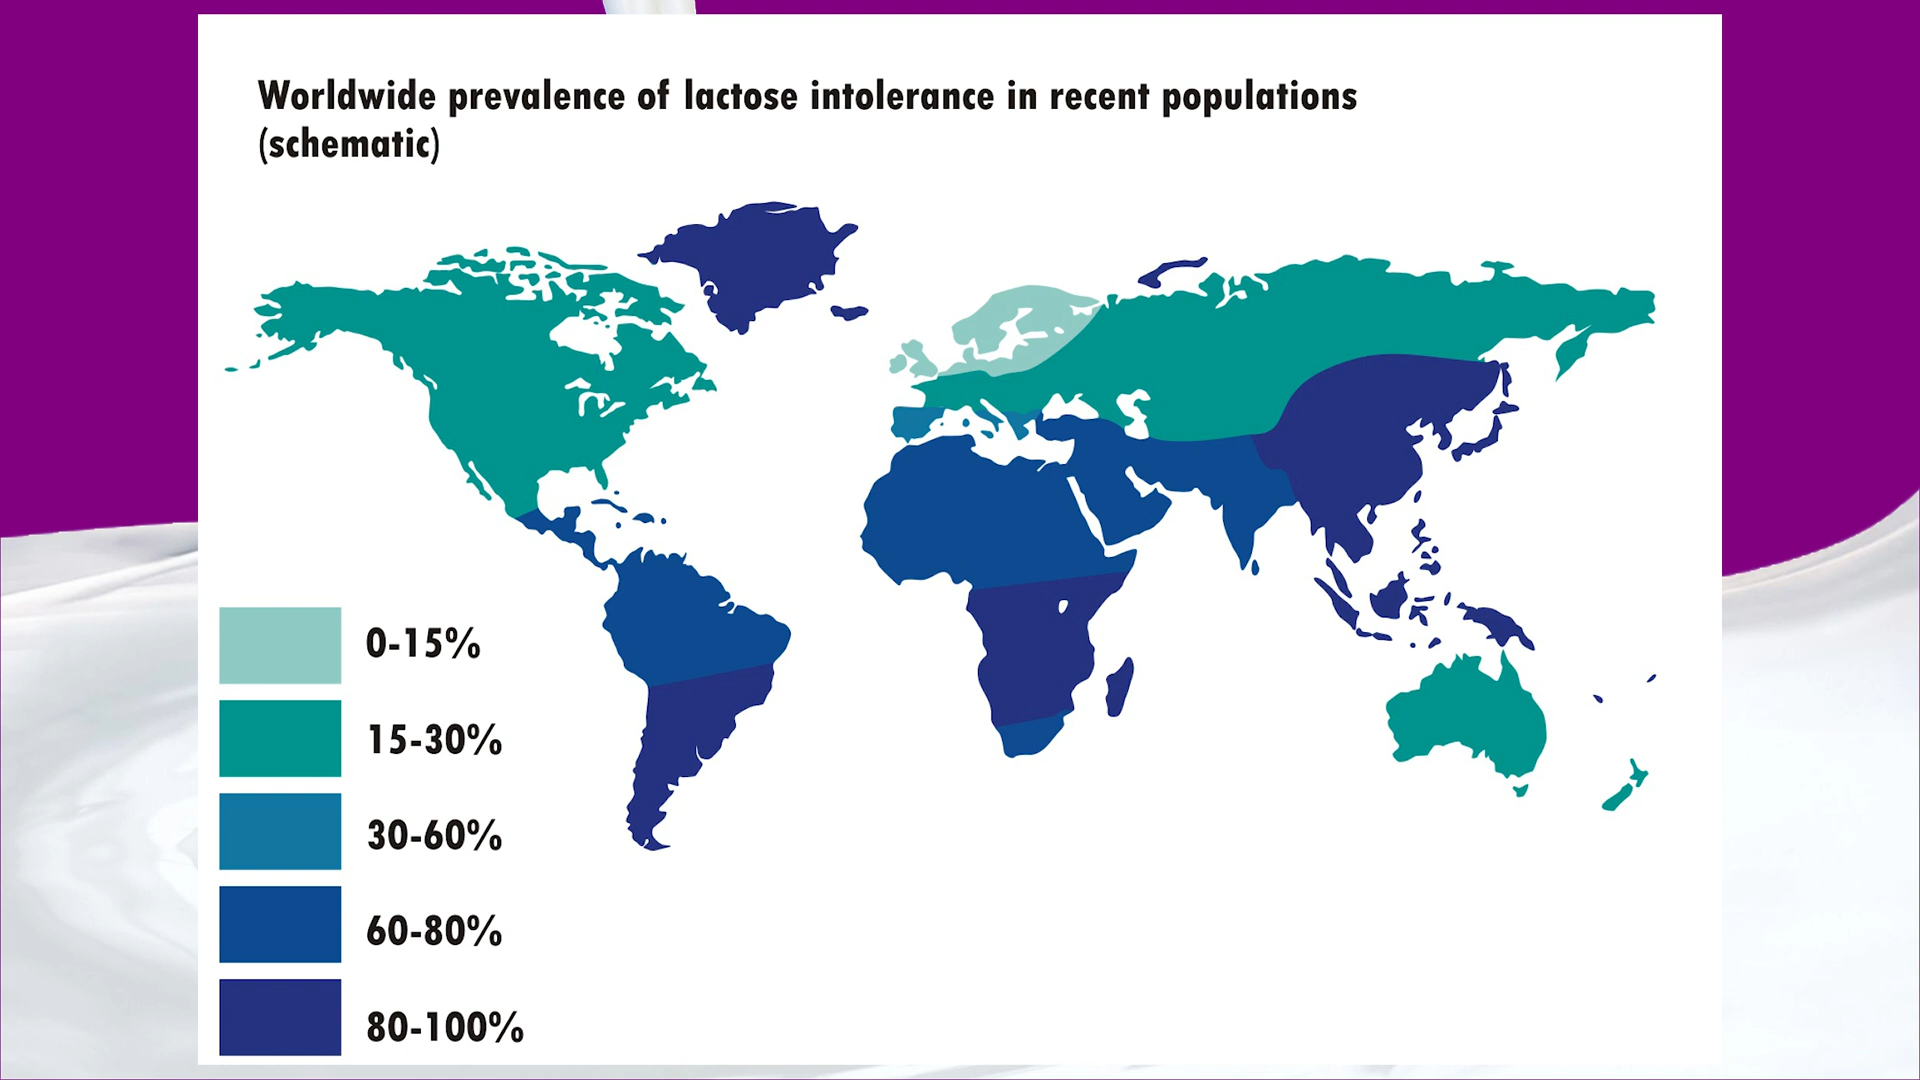 Worldwide prevalence of lactose intolerance in recent populations
(schematic)
0-15%
15-30%
30-60%
60-80%
80-100%